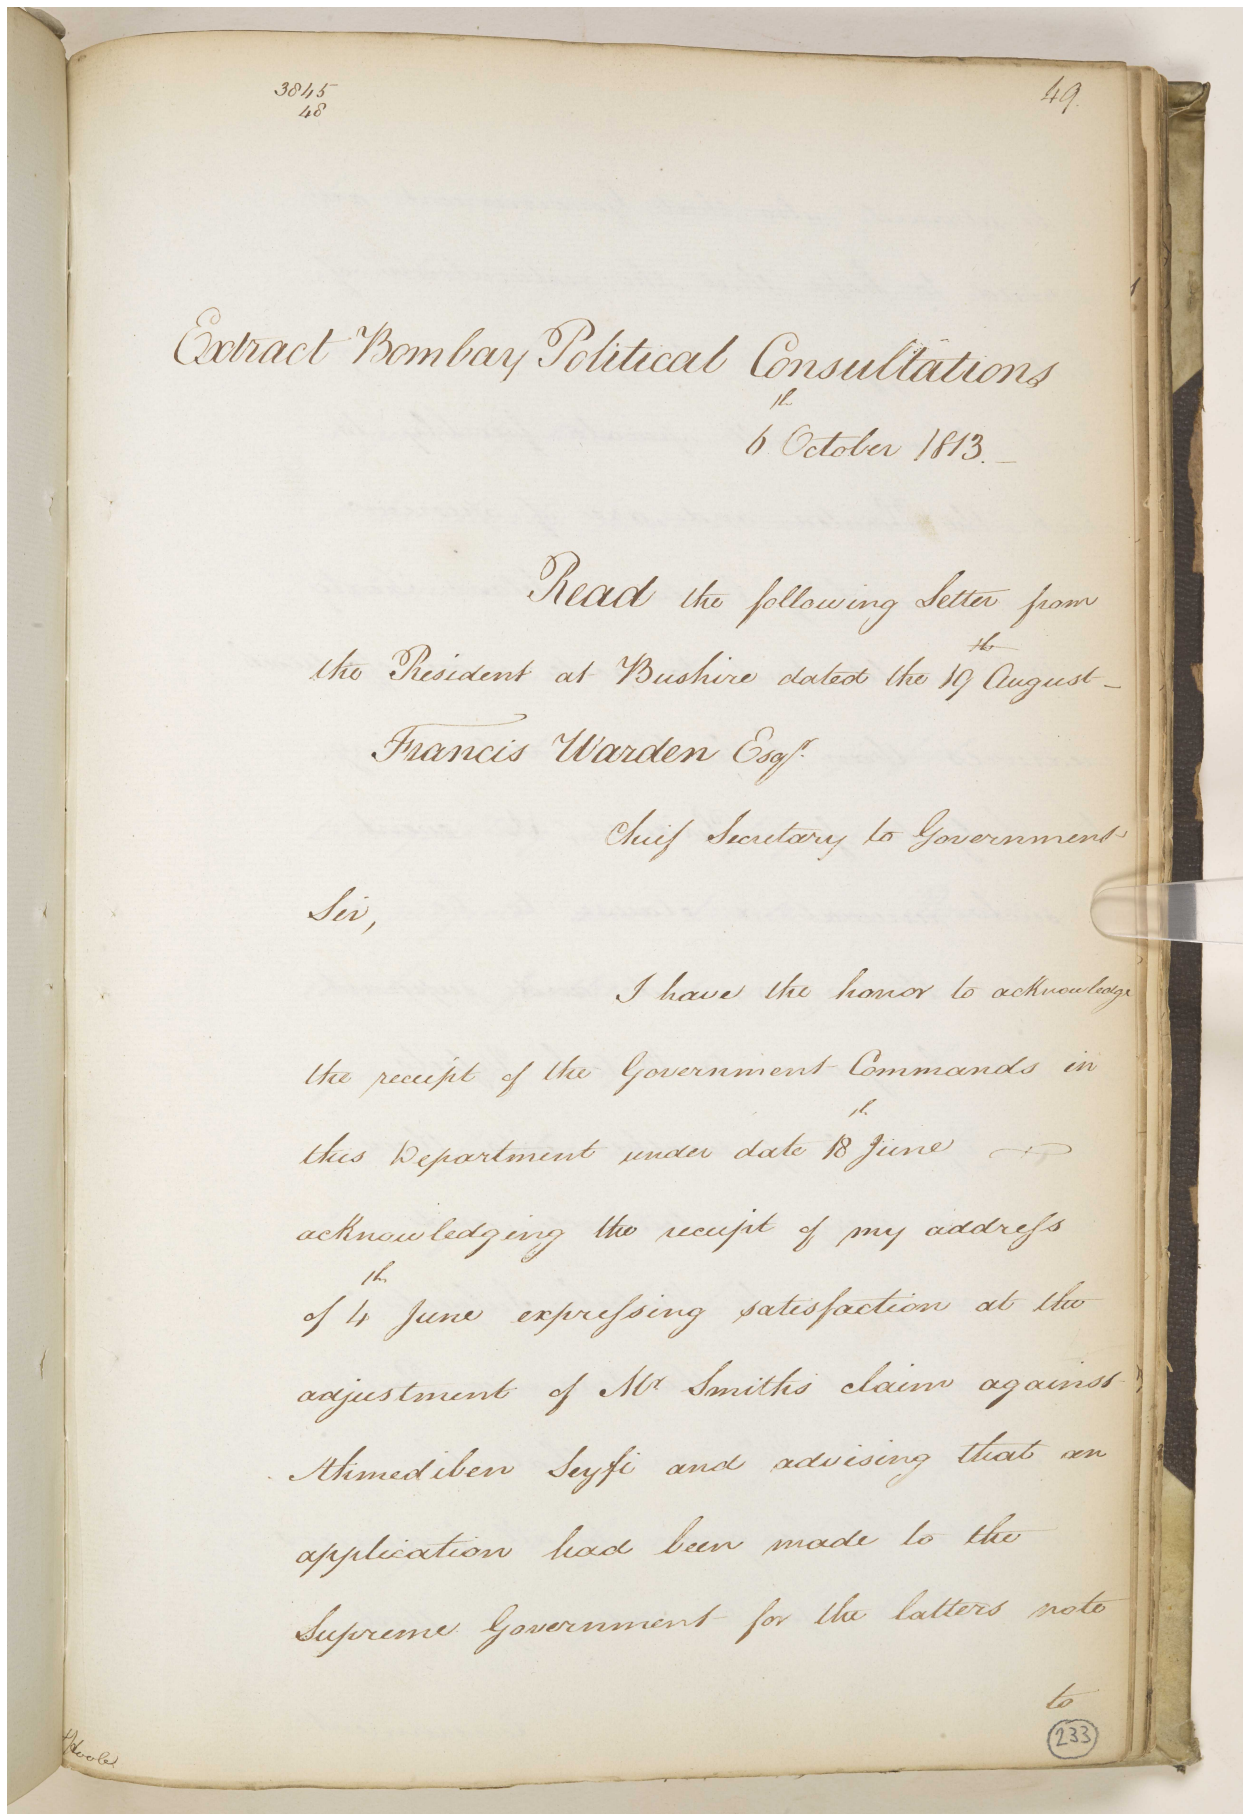 3845
48
49.
Extract Bombay Political Consultations
6th October 1813.
Read the following Letter from
the Resident at Bushire dated the 19th August
Francis Warden Esqr.
Chief Secretary to Government
Sir,
I have the honor to acknowledge
the receipt of the Government Commands in
this Department under date 18th June
acknowledging the receipt of my address
of 4th June expressing satisfaction at the
adjustment of Mr Smiths claim against
Ahmed iben Seyfi and advising that an
application had been made to the
Supreme Government for the latters note
to
233